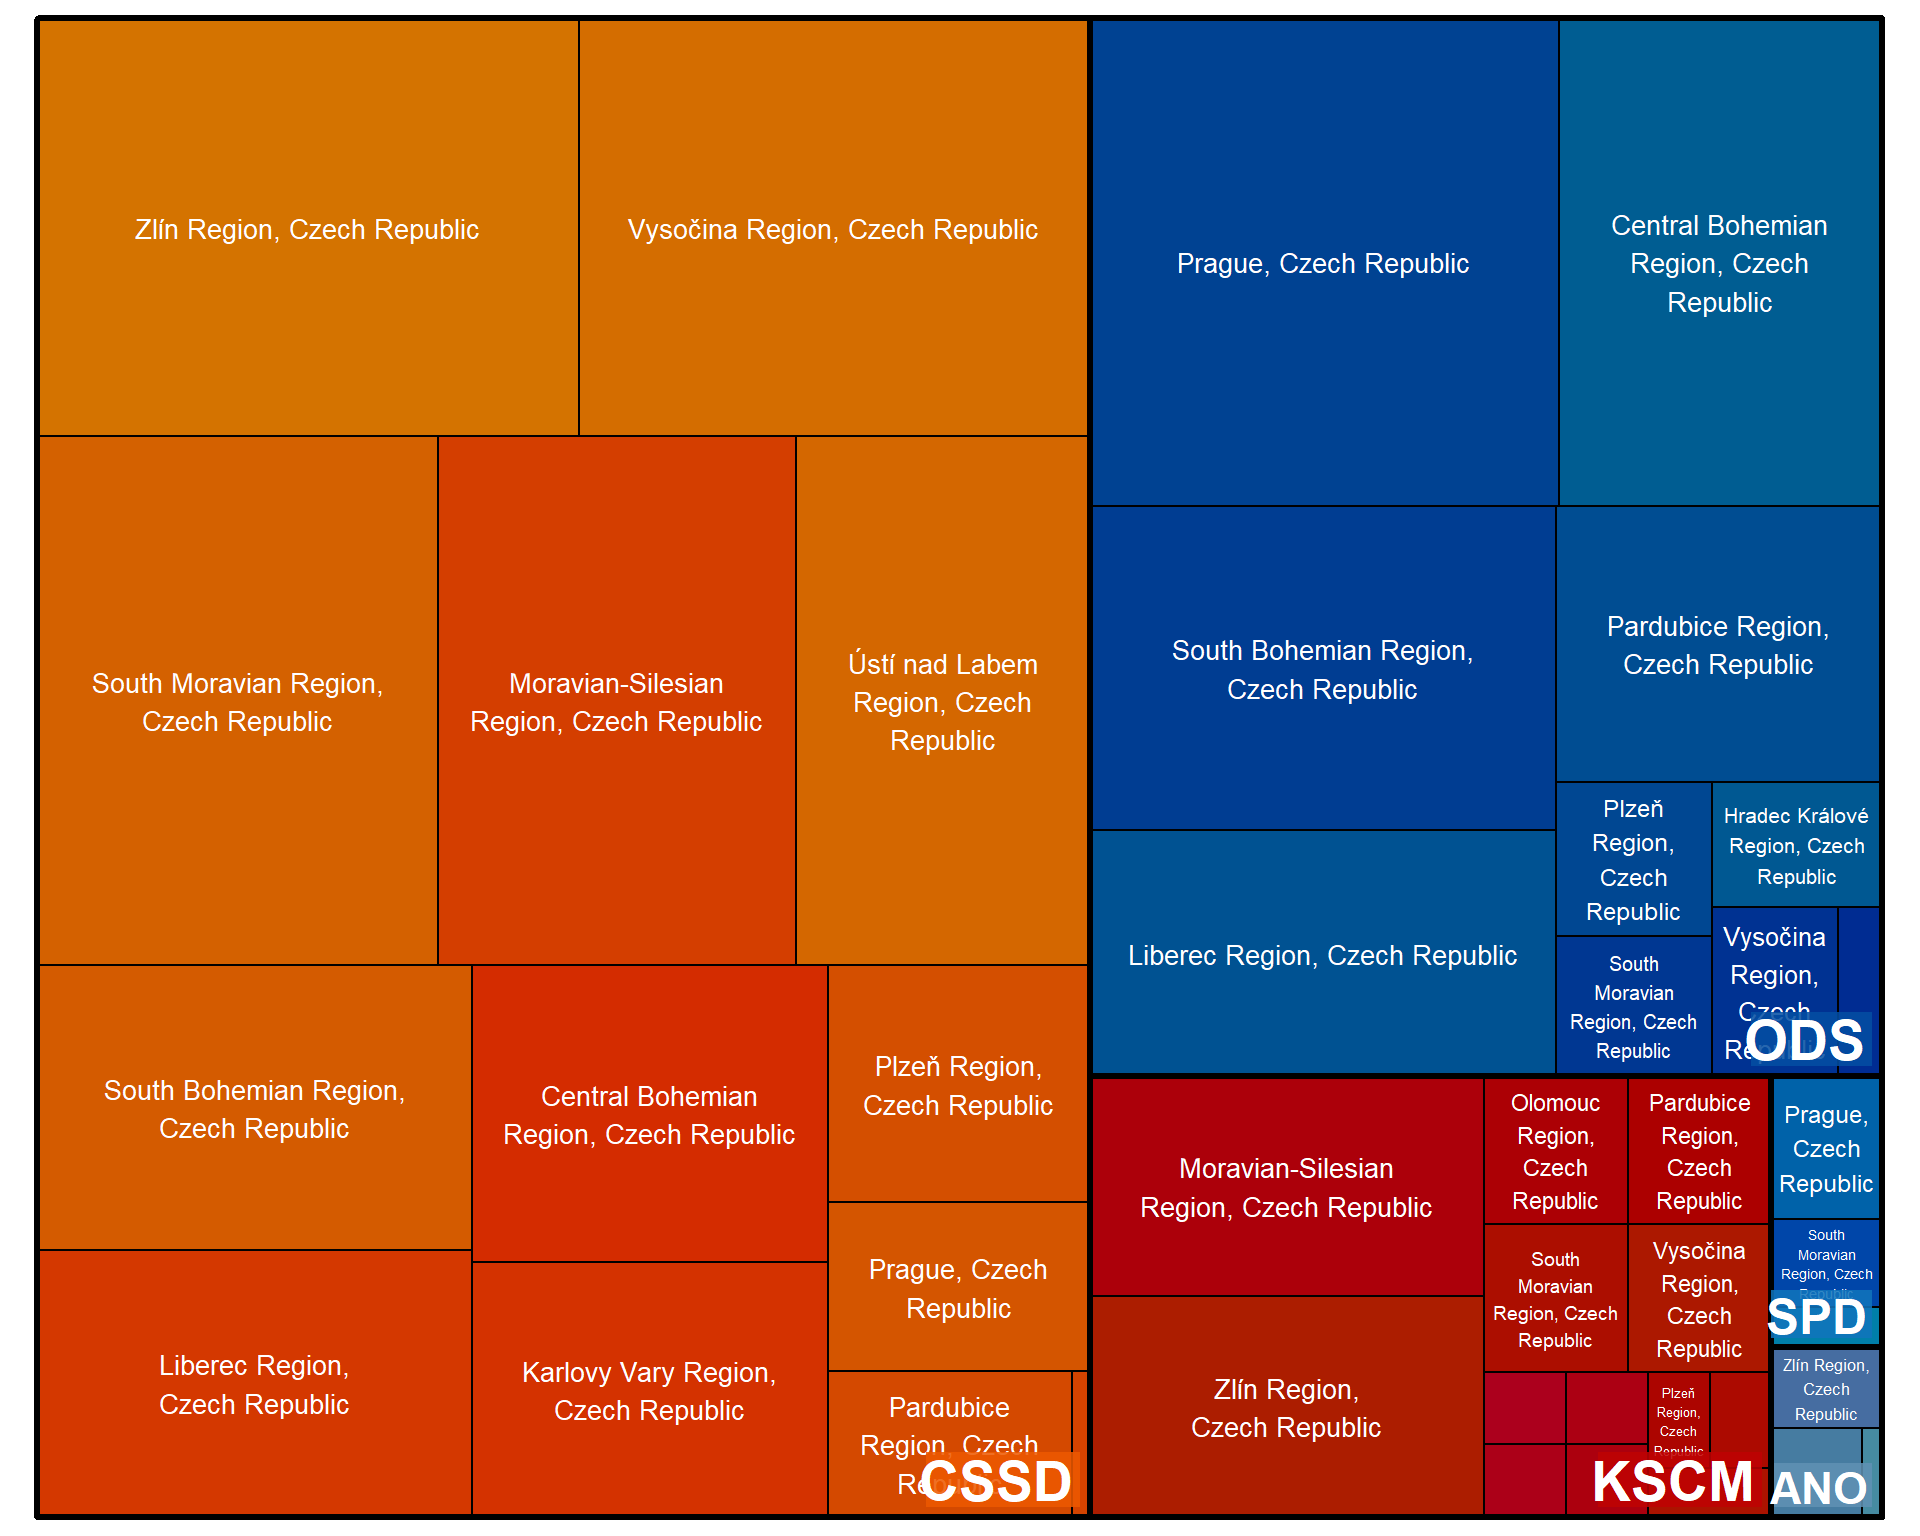 Zlín Region, Czech Republic
Vysočina Region, Czech Republic
South Moravian Region,
Czech Republic
Moravian-Silesian
Region, Czech Republic
Ústí nad Labem
Region, Czech
Republic
South Bohemian Region,
Czech Republic
Central Bohemian
Region, Czech Republic
Plzeň Region,
Czech Republic
Prague, Czech
Republic
Liberec Region,
Czech Republic
Karlovy Vary Region,
Czech Republic
Pardubice
Region, Czech
Republic
CSSD
Prague, Czech Republic
Central Bohemian
Region, Czech
Republic
South Bohemian Region,
Czech Republic
Pardubice Region,
Czech Republic
Liberec Region, Czech Republic
Plzeň
Region,
Czech
Republic
Hradec Králové
Region, Czech
Republic
South
Moravian
Region, Czech
Republic
Vysočina
Region,
Czech
Republic
ODS
Moravian-Silesian
Region, Czech Republic
Zlín Region,
Czech Republic
Olomouc
Region,
Czech
Republic
Pardubice
Region,
Czech
Republic
South
Moravian
Region, Czech
Republic
Vysočina
Region,
Czech
Republic
Plzeň
Region,
Czech
Republic
KSCM
Prague,
Czech
Republic
South
Moravian
Region, Czech
Republic
SPD
Zlín Region,
Czech
Republic
ANO